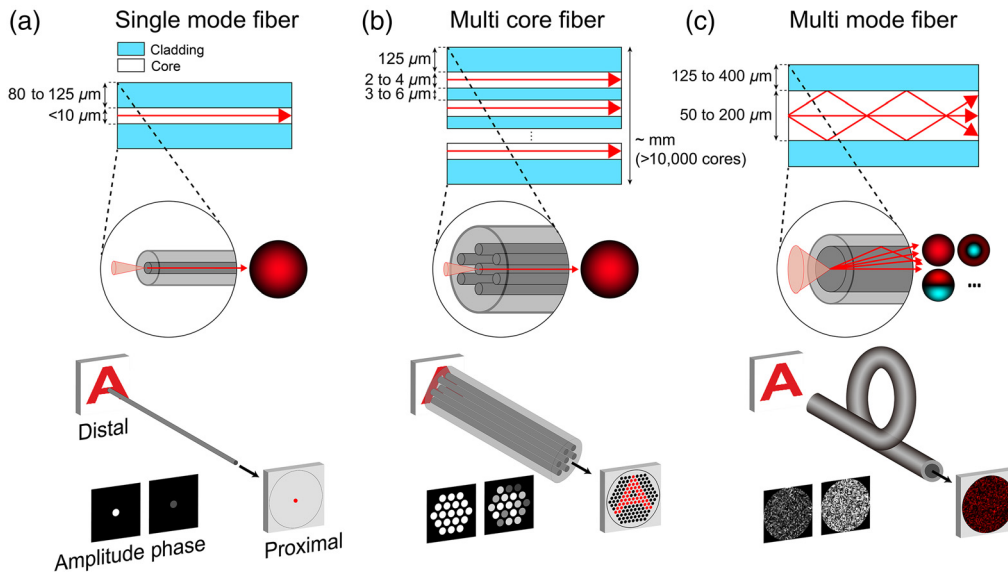 (a) Single mode fiber
Cladding
Core
80 to 125 µm
<10 µm
Distal
Amplitude phase
Proximal
(b) Multi core fiber
125 µm
2 to 4 µm
3 to 6 µm
~ mm
(>10,000 cores)
A
(c) Multi mode fiber
125 to 400 µm
50 to 200 µm
...
A